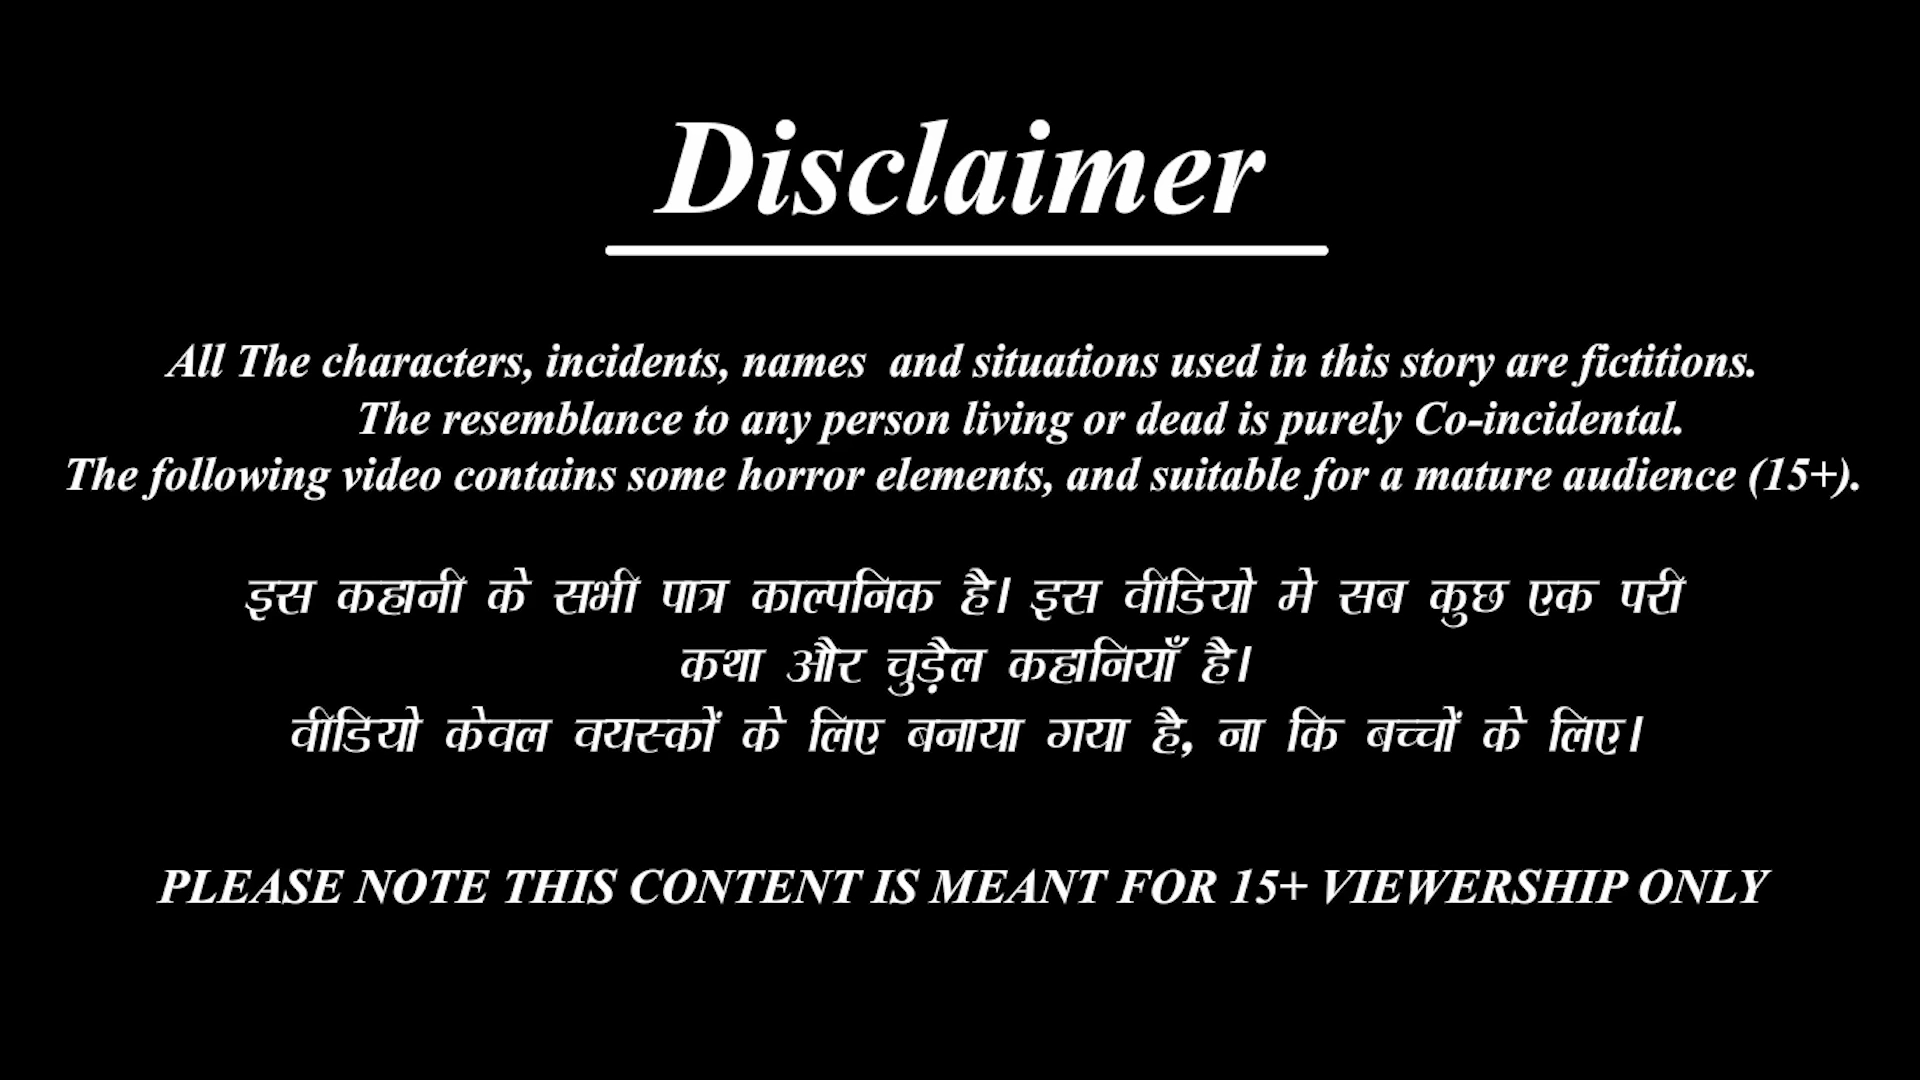 Disclaimer
All The characters, incidents, names and situations used in this story are fictitions.
The resemblance to any person living or dead is purely Co-incidental.
The following video contains some horror elements, and suitable for a mature audience (15+).
इस कहानी के सभी पात्र काल्पनिक है। इस वीडियो मे सब कुछ एक परी
कथा और चुड़ैल कहानियाँ है।
वीडियो केवल वयस्कों के लिए बनाया गया है, ना कि बच्चों के लिए।
PLEASE NOTE THIS CONTENT IS MEANT FOR 15+ VIEWERSHIP ONLY